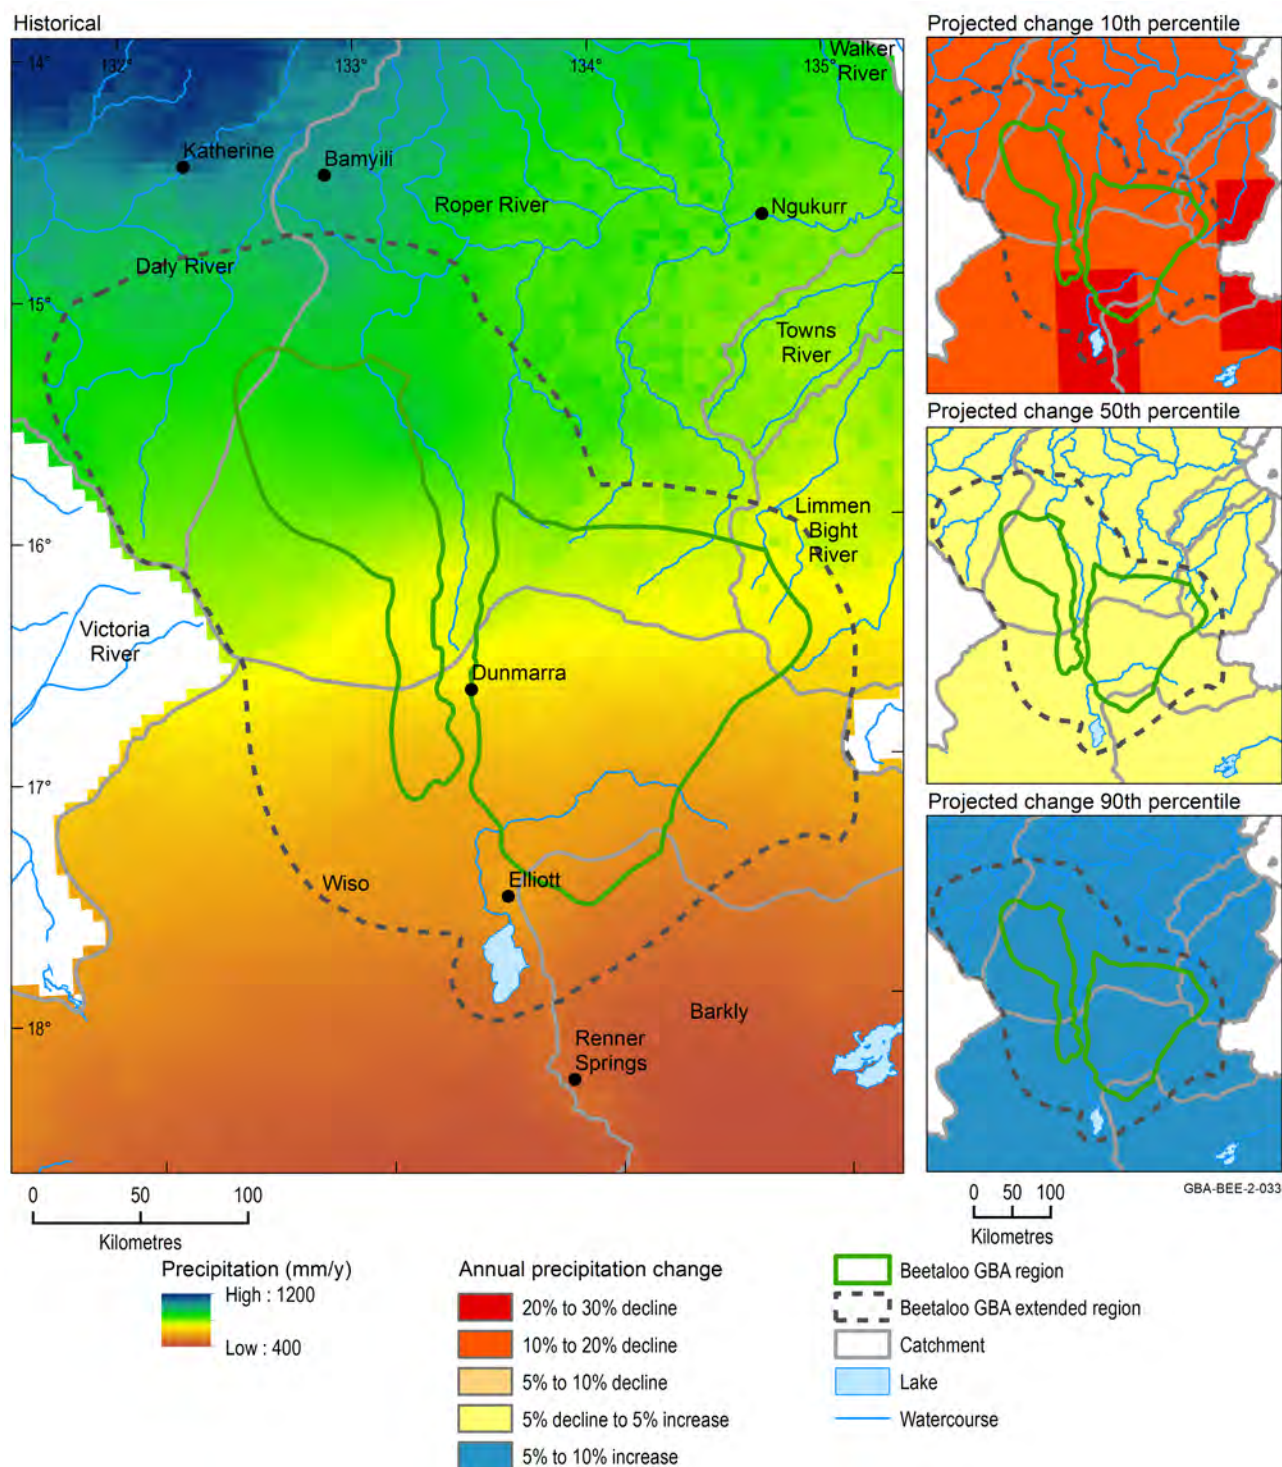 Historical
14°
132°
133°
134°
135°
Walker
River
Katherine
Bamyili
Roper River
Ngukurr
Daly River
15°
Towns
River
Limmen
Bight
River
16°
Victoria
River
Dunmarra
17°
Wiso
Elliott
18°
Barkly
Renner
Springs
Projected change 10th percentile
Projected change 50th percentile
Projected change 90th percentile
GBA-BEE-2-033
0 50 100
Kilometres
0 50 100
Kilometres
Precipitation (mm/y)
High : 1200
Low : 400
Annual precipitation change
20% to 30% decline
10% to 20% decline
5% to 10% decline
5% decline to 5% increase
5% to 10% increase
Beetaloo GBA region
Beetaloo GBA extended region
Catchment
Lake
Watercourse